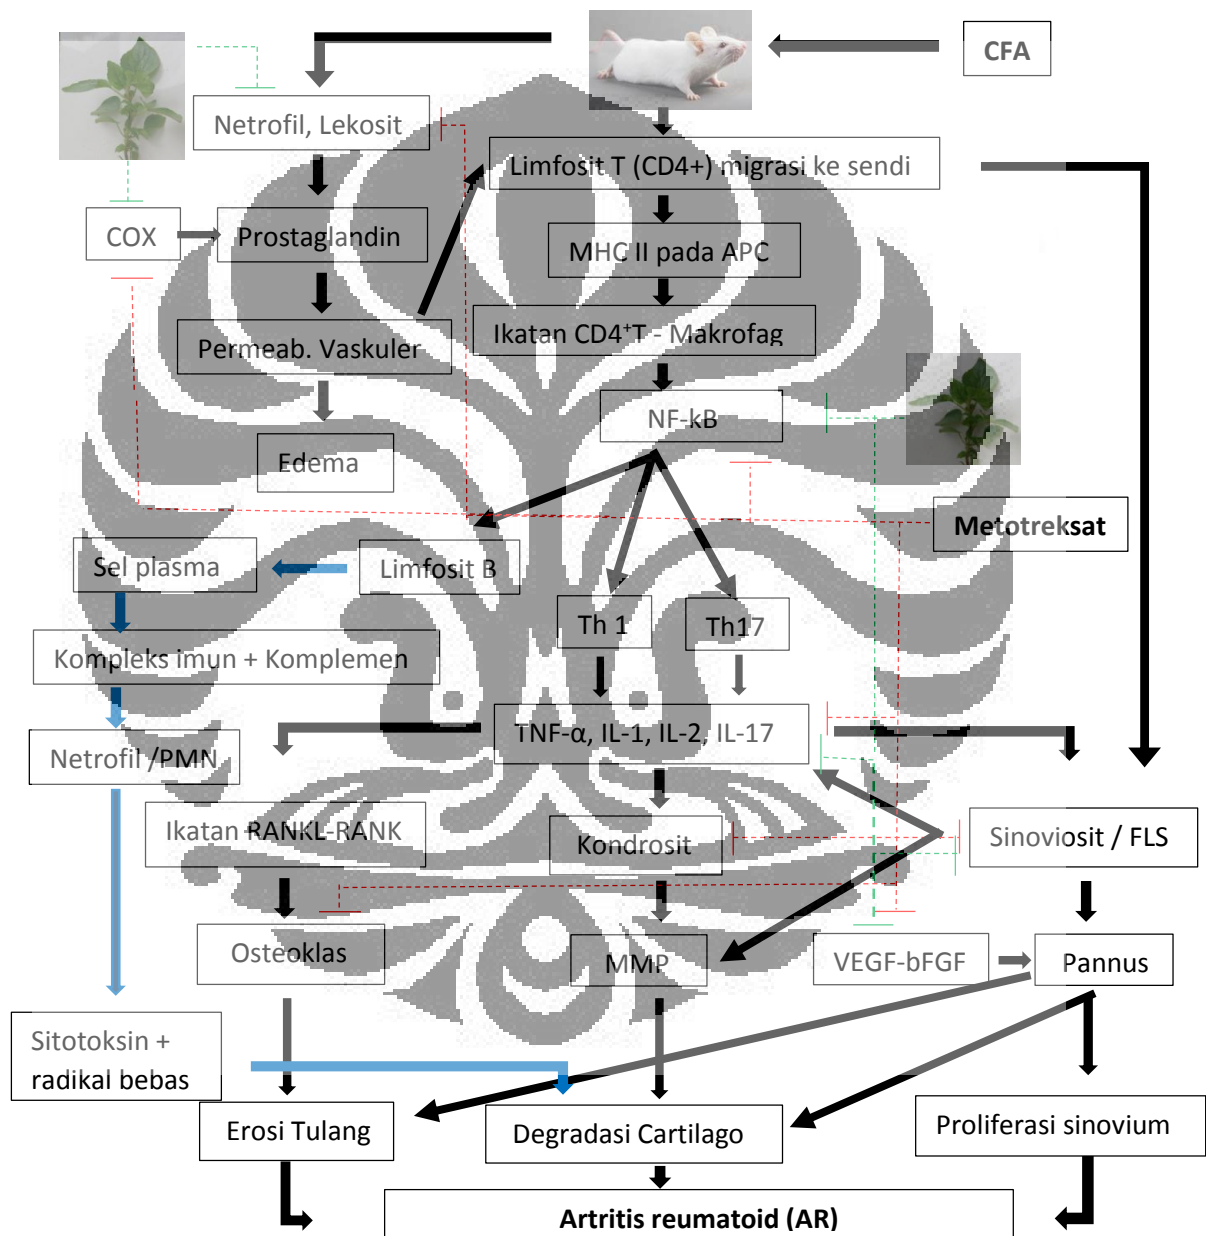 CFA
Netrofil, Lekosit
Limfosit T (CD4+) migrasi ke sendi
COX
Prostaglandin
MHC II pada APC
Permeab. Vaskuler
Ikatan CD4⁺T - Makrofag
NF-kB
Edema
Metotreksat
Sel plasma
Limfosit B
Th 1
Th17
Kompleks imun + Komplemen
TNF-α, IL-1, IL-2, IL-17
Netrofil /PMN
Ikatan RANKL-RANK
Kondrosit
Sinoviosit / FLS
Osteoklas
MMP
VEGF-bFGF
Pannus
Sitotoksin +
radikal bebas
Erosi Tulang
Degradasi Cartilago
Proliferasi sinovium
Artritis reumatoid (AR)